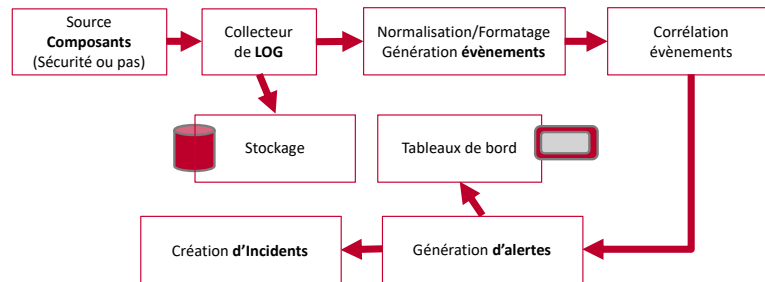 Source
Composants
(Sécurité ou pas)
Collecteur
de LOG
Normalisation/Formatage
Génération évènements
Corrélation
évènements
Stockage
Tableaux de bord
Création d’Incidents
Génération d’alertes